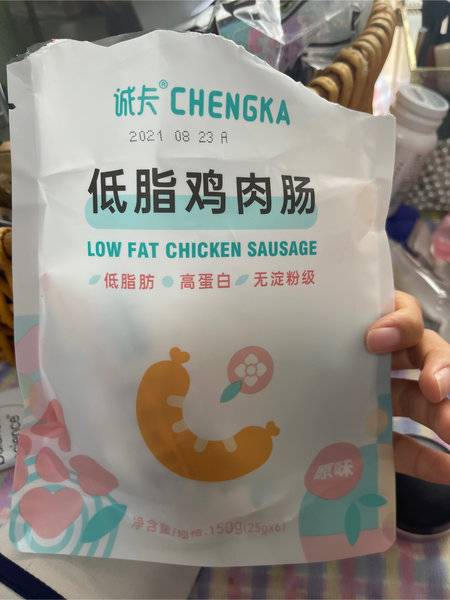 诚卡® CHENGKA
2021 08 23 A
低脂鸡肉肠
LOW FAT CHICKEN SAUSAGE
低脂肪 高蛋白 无淀粉级
原味
净含量/规格:150g(25gx6)